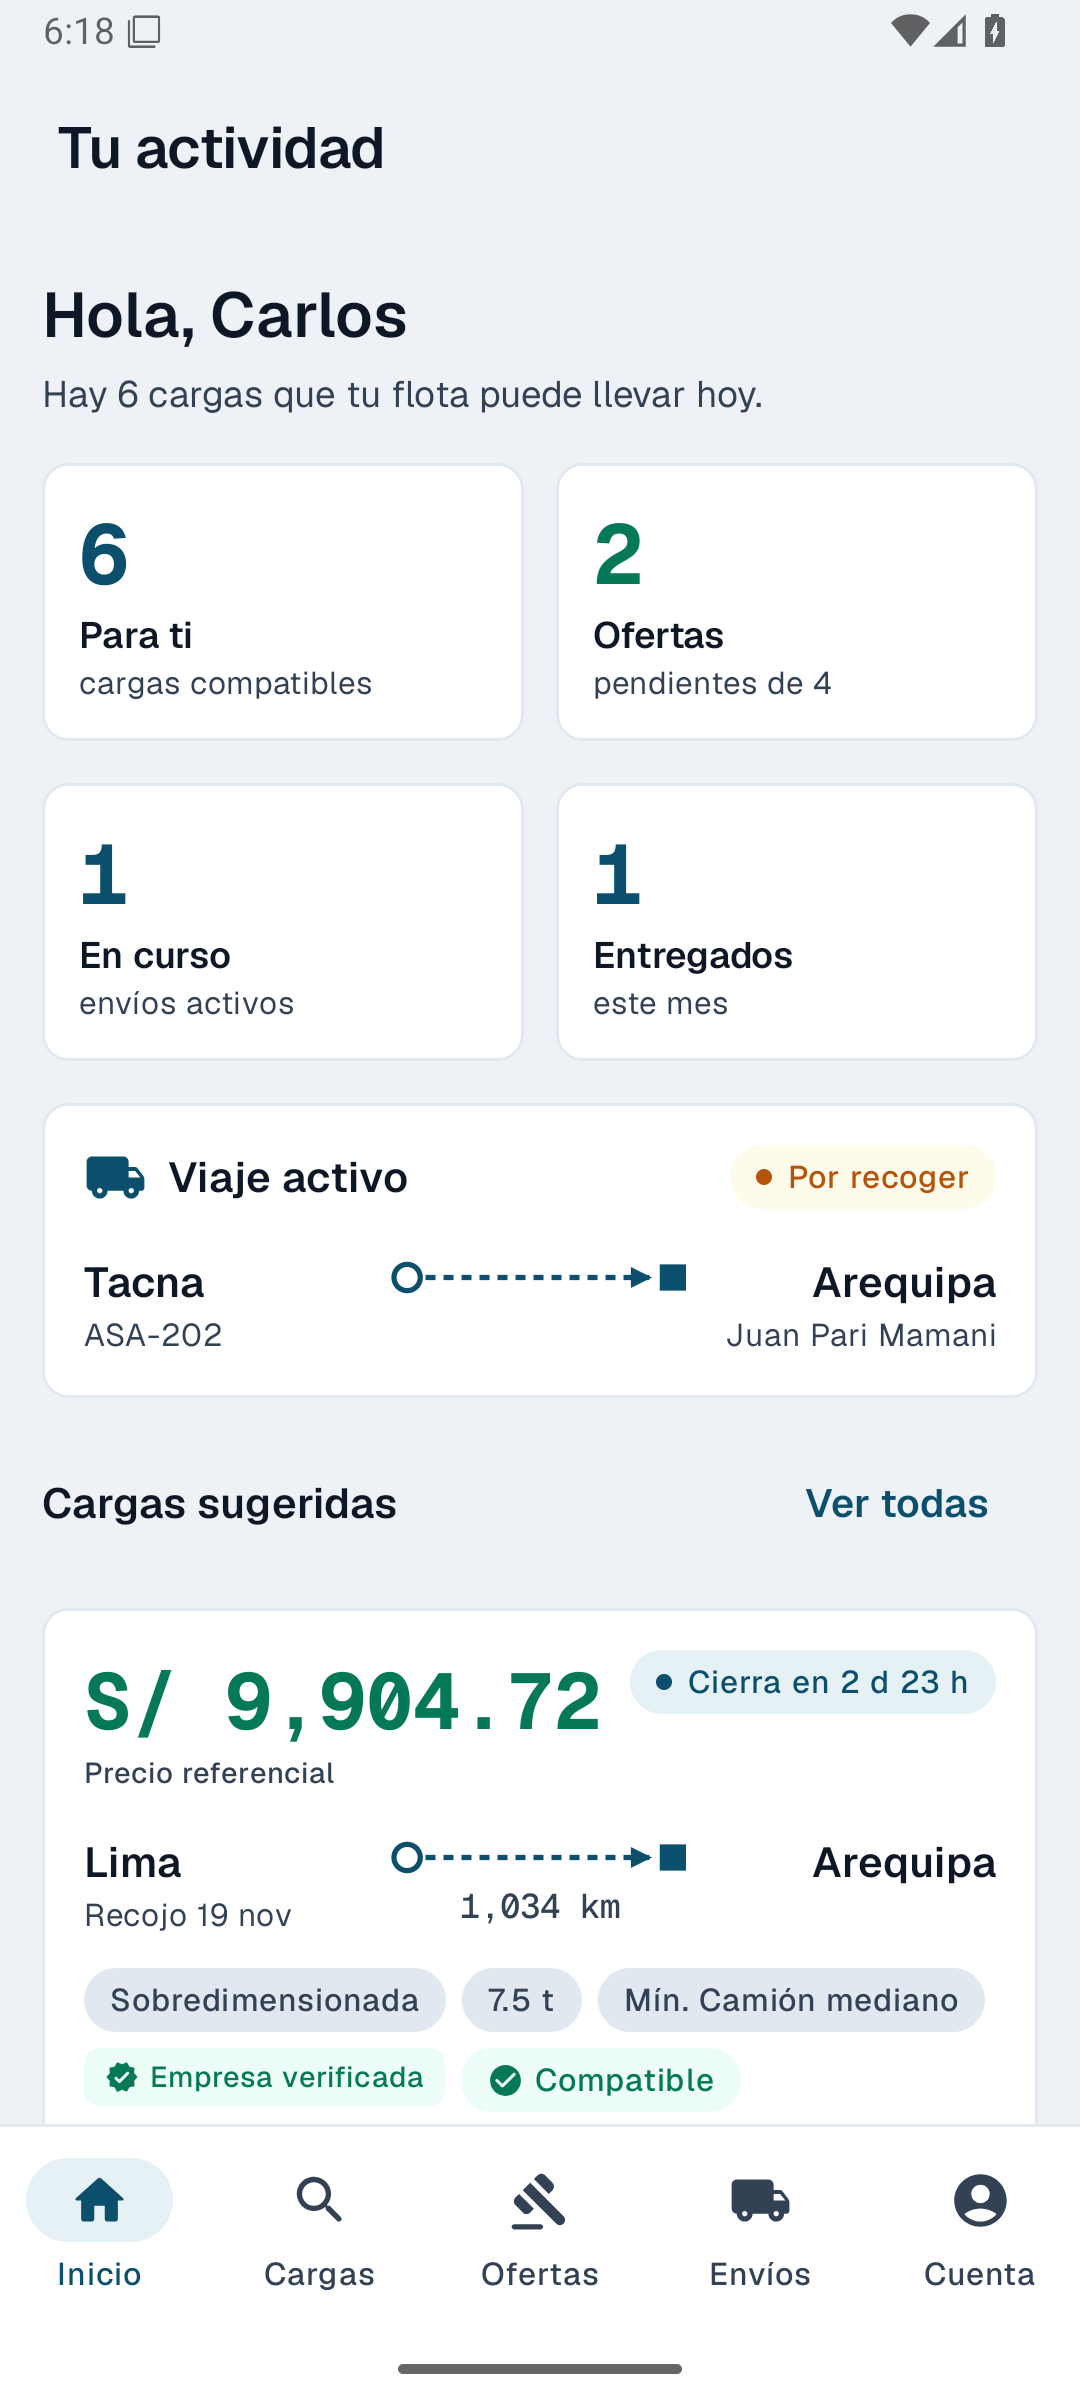 6:18
Tu actividad
Hola, Carlos
Hay 6 cargas que tu flota puede llevar hoy.
6
Para ti
cargas compatibles
2
Ofertas
pendientes de 4
1
En curso
envíos activos
1
Entregados
este mes
Viaje activo
Por recoger
Tacna
Arequipa
ASA-202
Juan Pari Mamani
Cargas sugeridas
Ver todas
S/ 9,904.72
Cierra en 2 d 23 h
Precio referencial
Lima
Arequipa
Recojo 19 nov
1,034 km
Sobredimensionada
7.5 t
Mín. Camión mediano
Empresa verificada
Compatible
Inicio
Cargas
Ofertas
Envíos
Cuenta